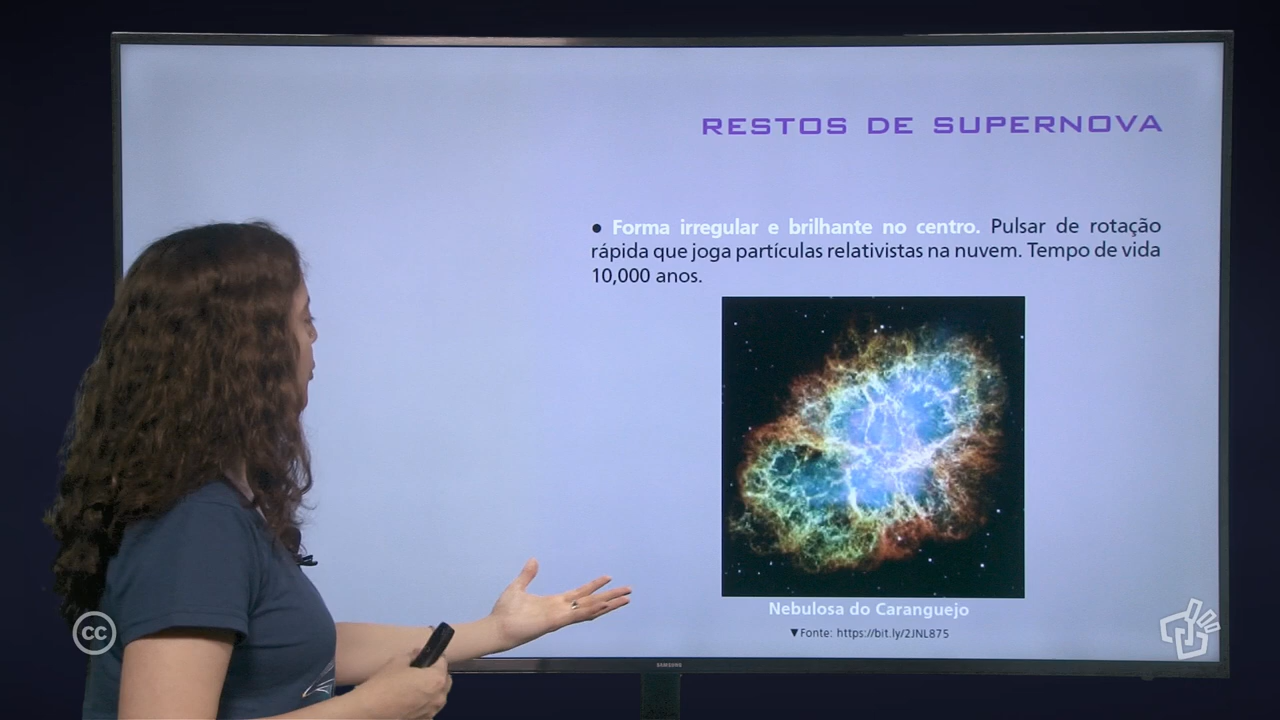 RESTOS DE SUPERNOVA
● Forma irregular e brilhante no centro. Pulsar de rotação
rápida que joga partículas relativistas na nuvem. Tempo de vida
10,000 anos.
Nebulosa do Caranguejo
▼Fonte: https://bit.ly/2JNL875
SAMSUNG
cc